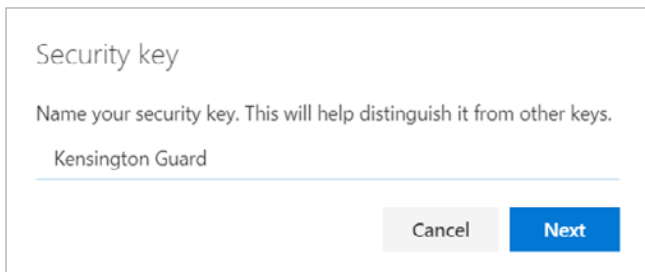 Security key
Name your security key. This will help distinguish it from other keys.
Kensington Guard
Cancel
Next